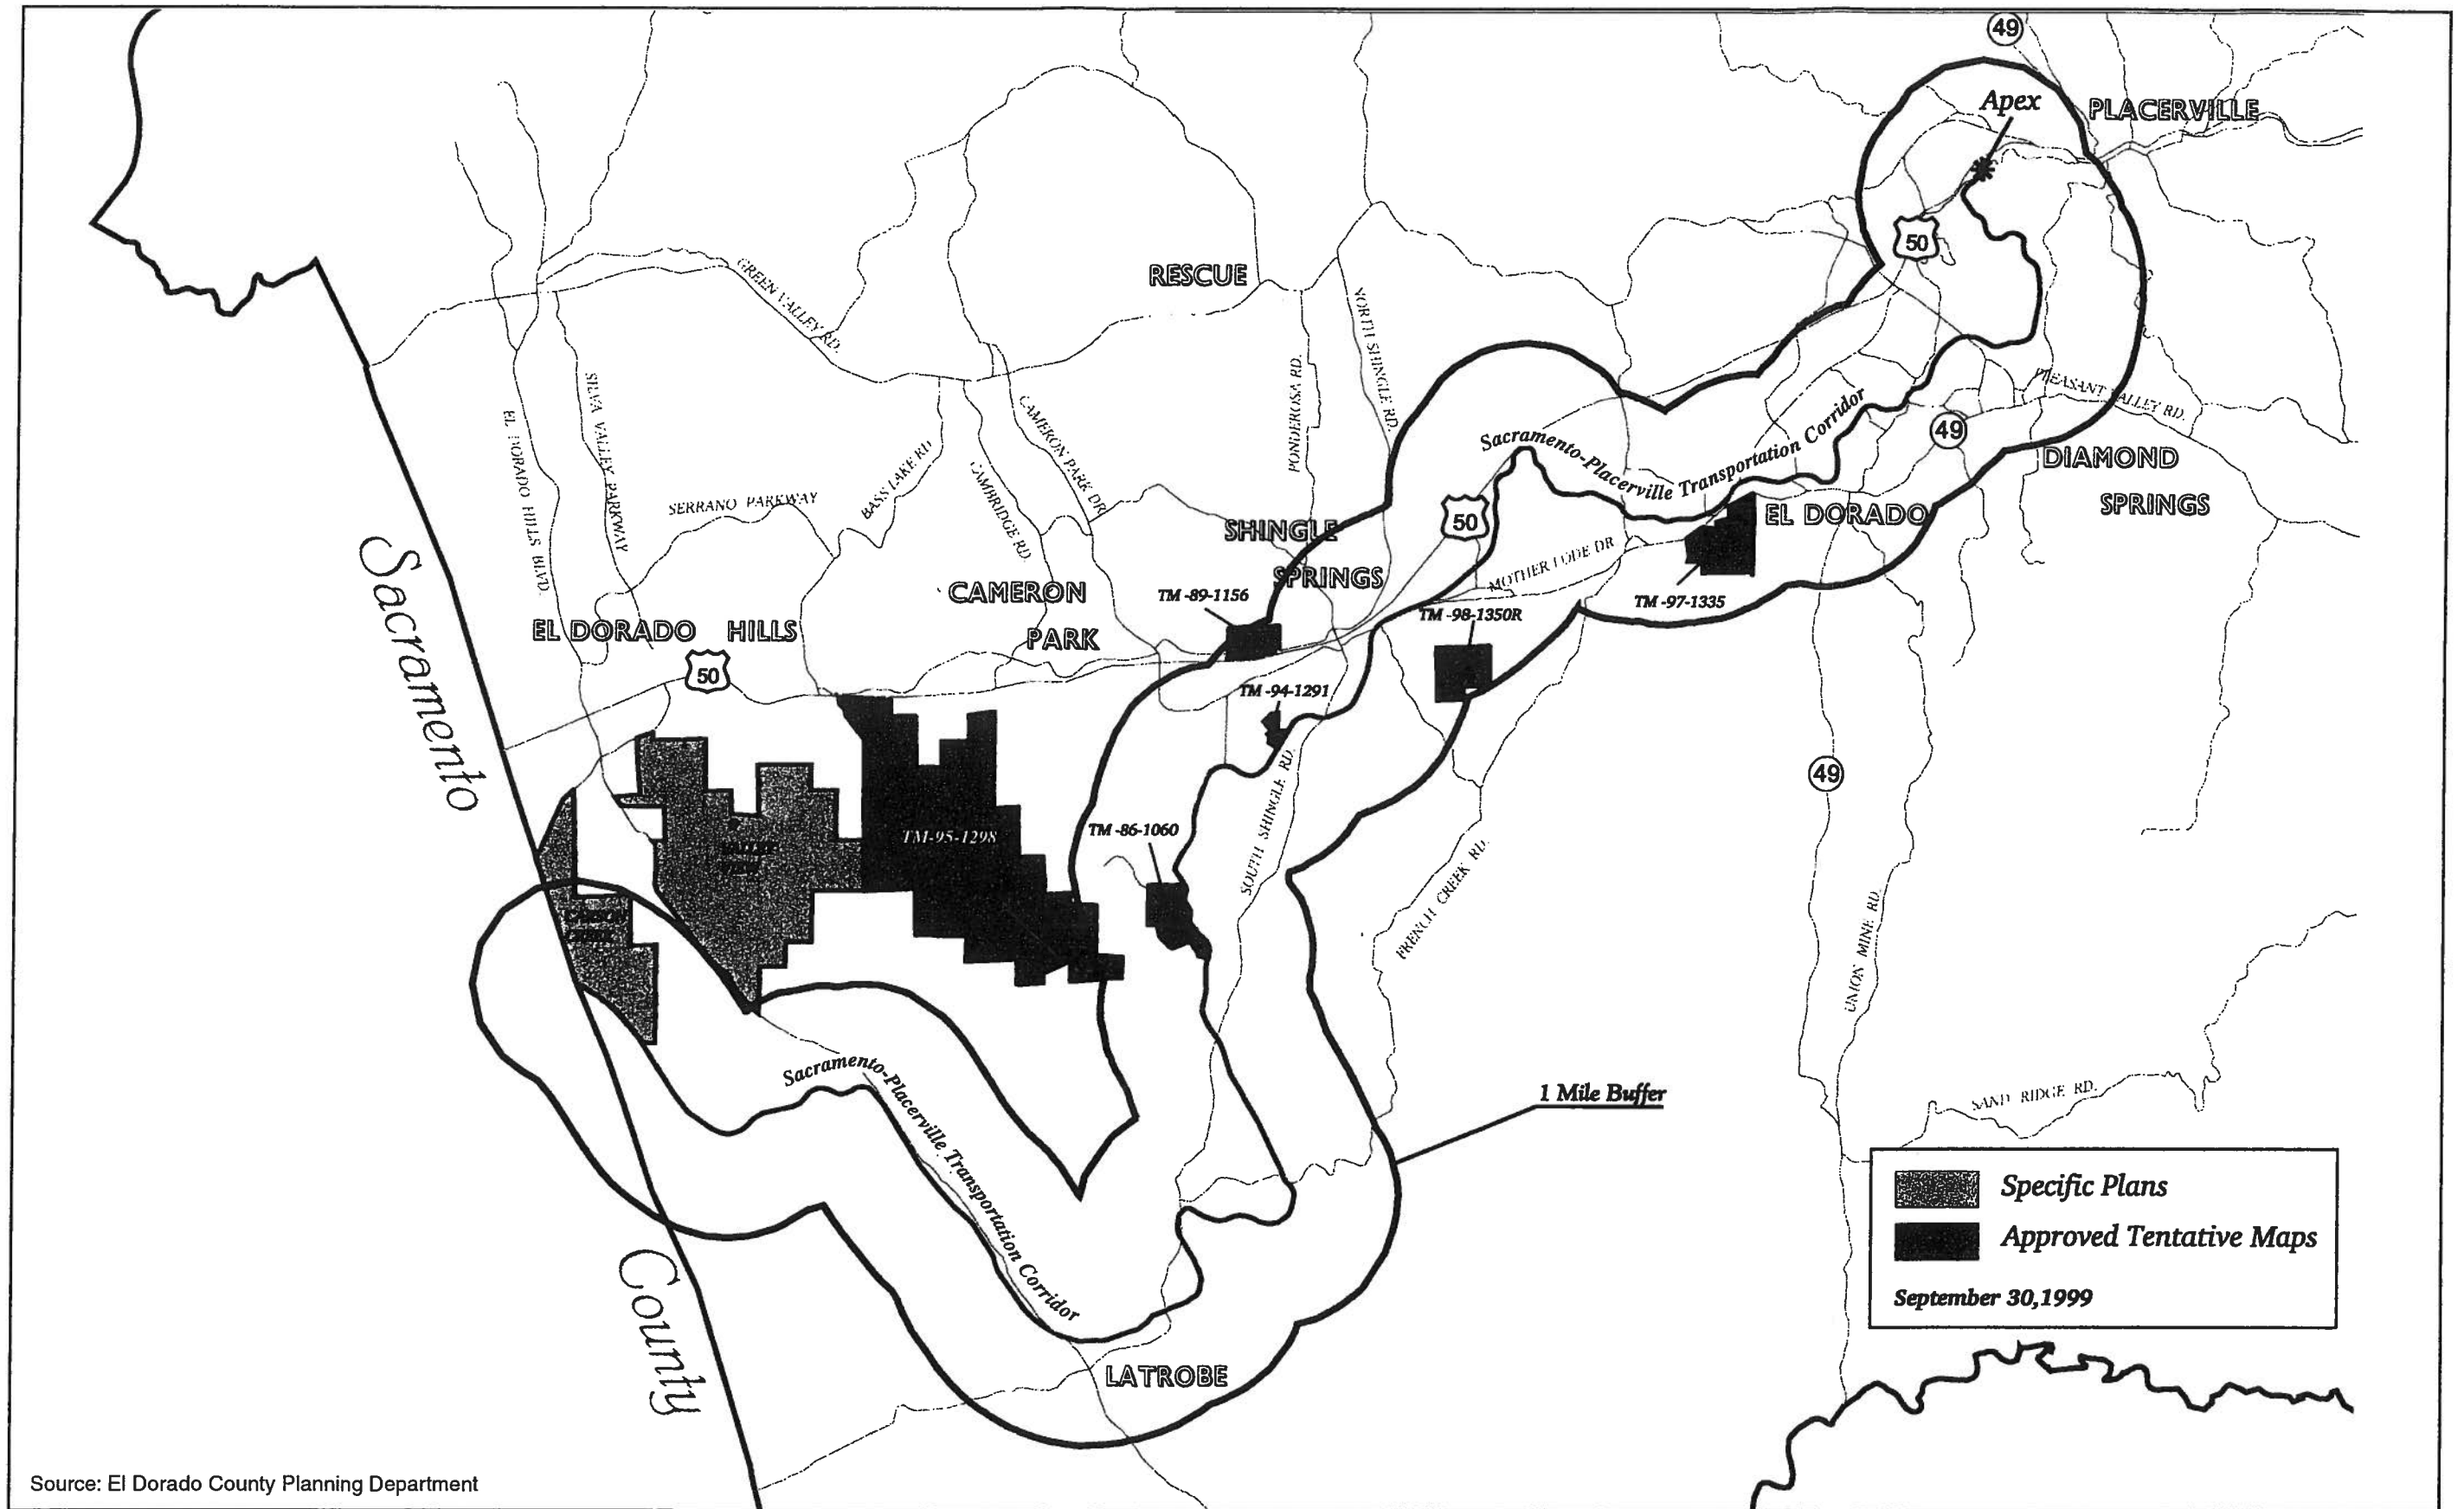 49
Apex
PLACERVILLE
50
RESCUE
GREEN VALLEY RD.
NORTH SHINGLE RD.
PONDEROSA RD.
SILVA VALLEY PARKWAY
EL DORADO HILLS BLVD.
CAMERON PARK DR.
CAMBRIDGE RD.
BASS LAKE RD.
SERRANO PARKWAY
PLEASANT VALLEY RD.
Sacramento-Placerville Transportation Corridor
49
DIAMOND
SPRINGS
50
EL DORADO
SHINGLE
SPRINGS
MOTHER LODE DR.
CAMERON
PARK
TM -89-1156
TM -98-1350R
TM -97-1335
EL DORADO HILLS
50
TM -94-1291
Sacramento
County
49
SOUTH SHINGLE RD.
TM-95-1298
TM -86-1060
VALLEY
VIEW
CARSON
CREEK
FRENCH CREEK RD.
UNION MINE RD.
Sacramento-Placerville Transportation Corridor
1 Mile Buffer
SAND RIDGE RD.
LATROBE
Specific Plans
Approved Tentative Maps
September 30,1999
Source: El Dorado County Planning Department